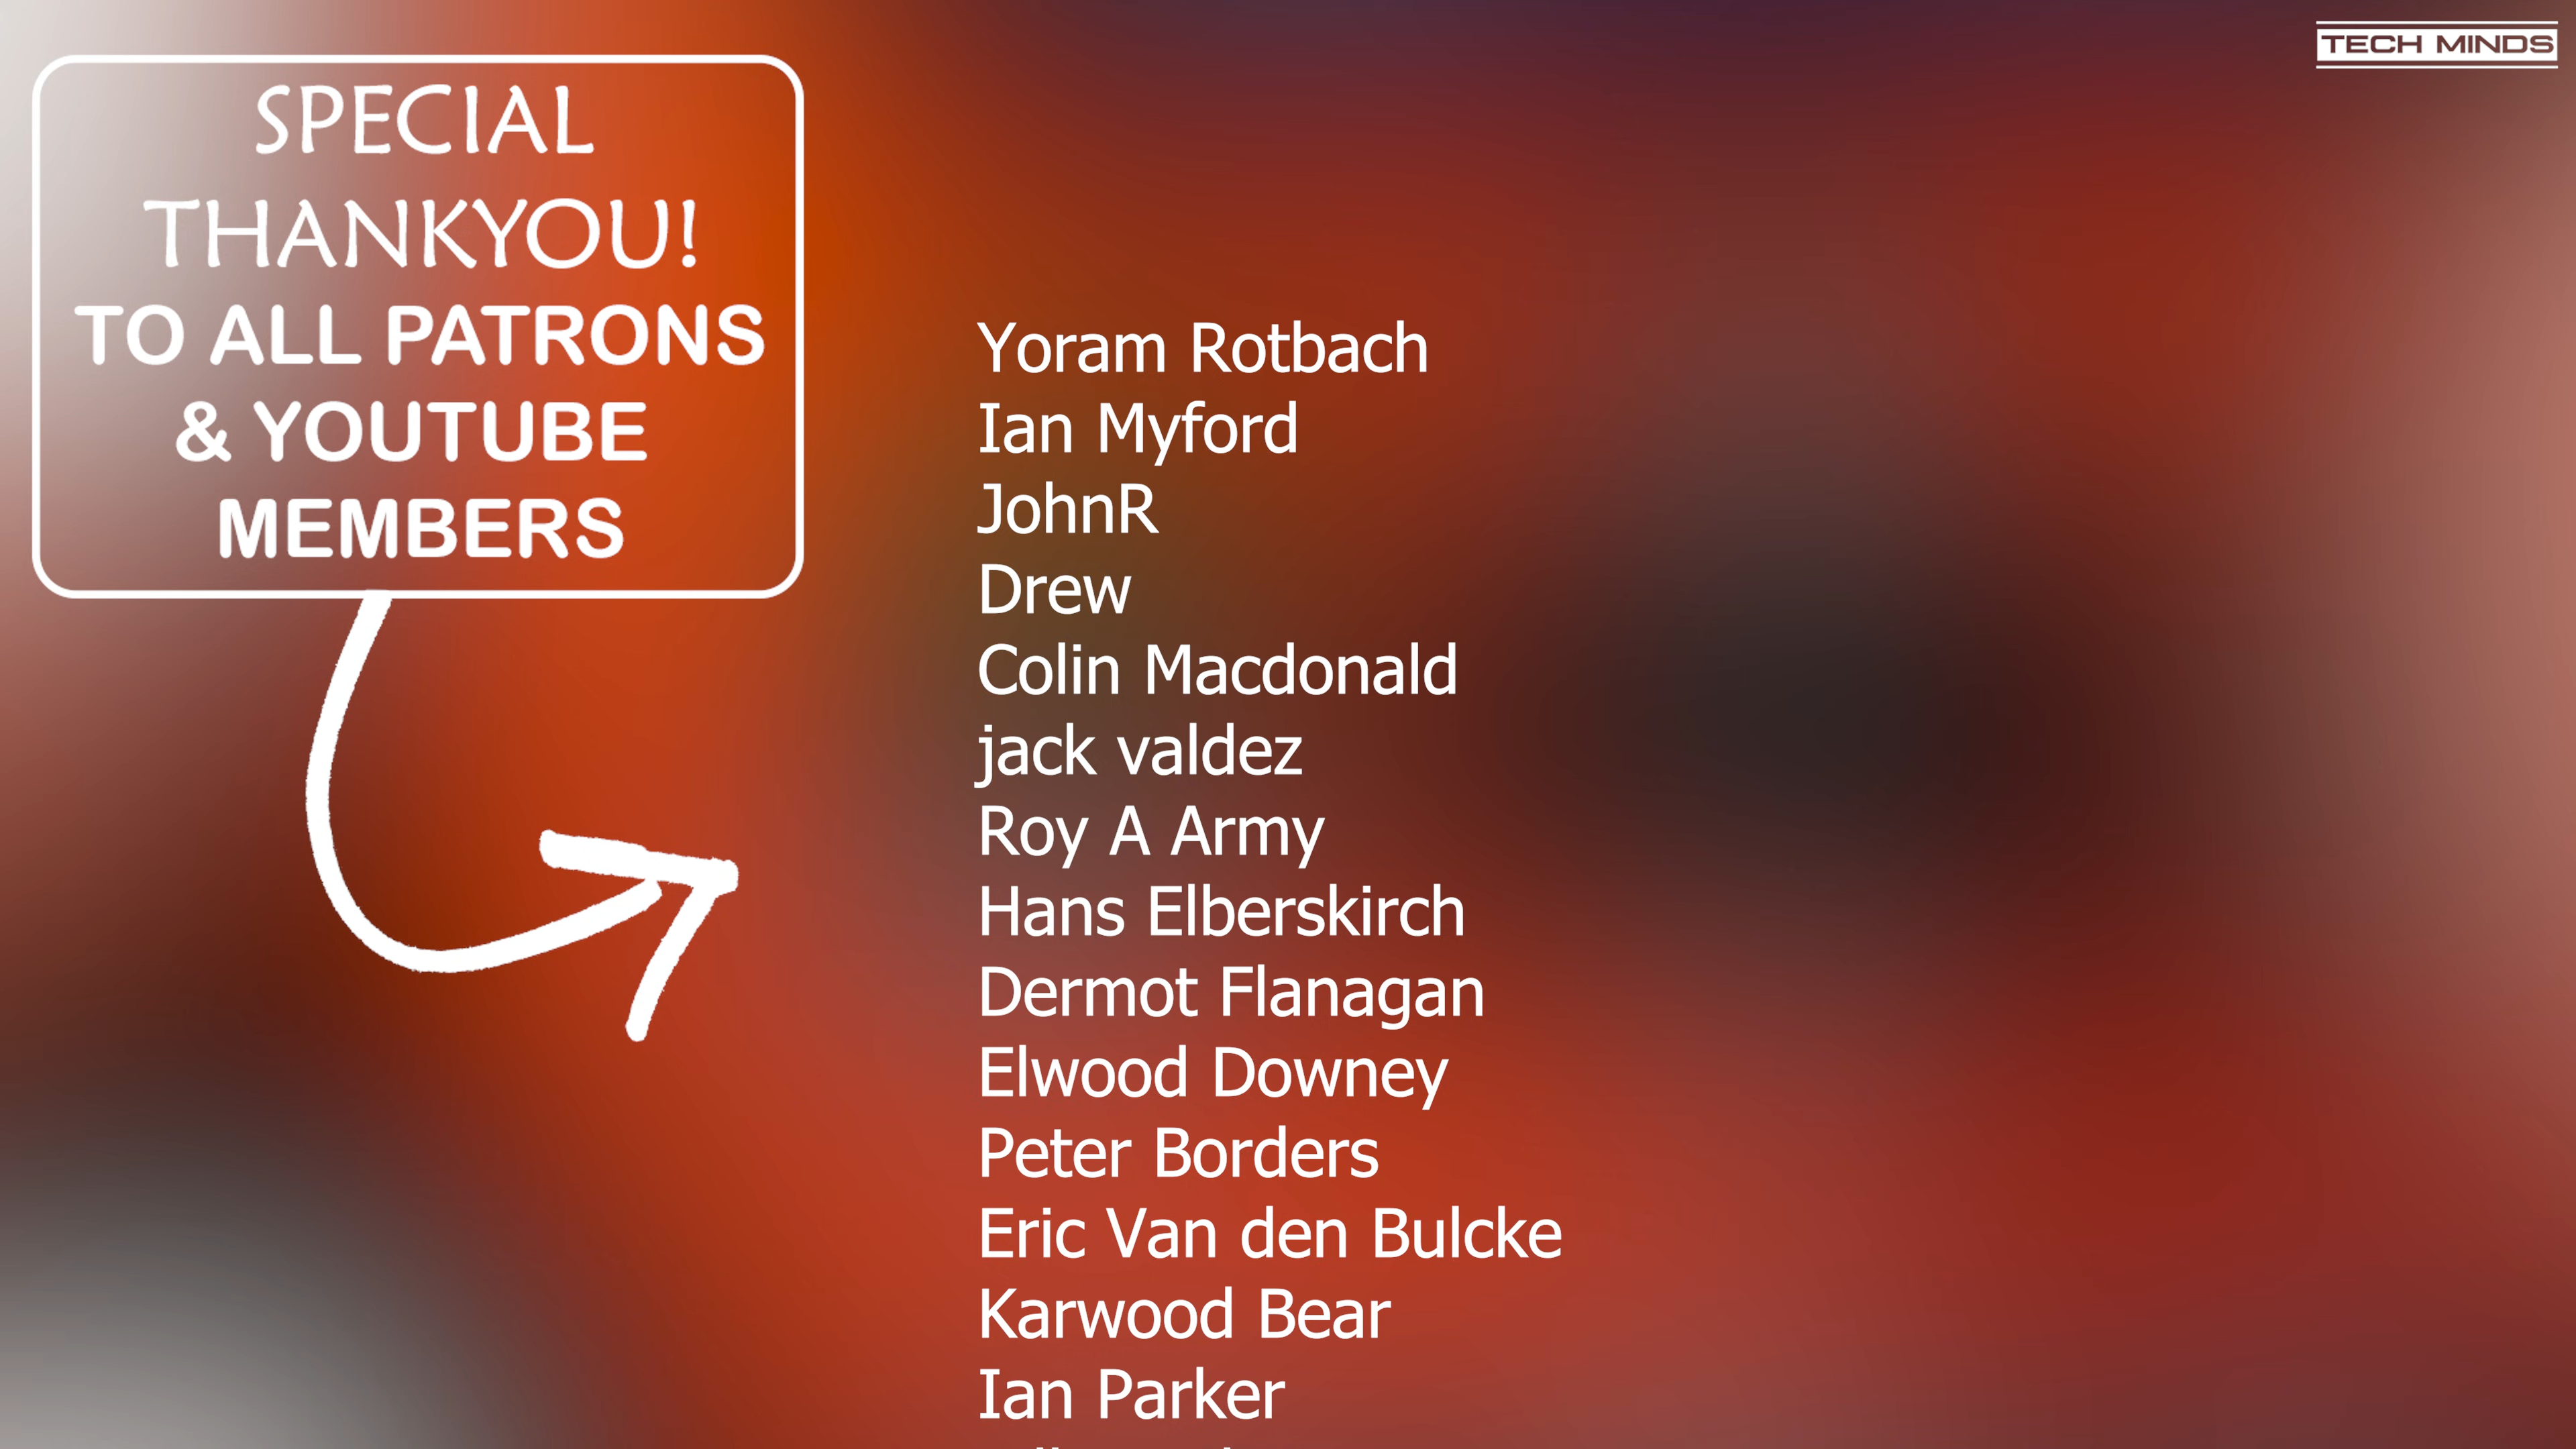 TECH MINDS
SPECIAL
THANKYOU!
TO ALL PATRONS
& YOUTUBE
MEMBERS
Yoram Rotbach
Ian Myford
JohnR
Drew
Colin Macdonald
jack valdez
Roy A Army
Hans Elberskirch
Dermot Flanagan
Elwood Downey
Peter Borders
Eric Van den Bulcke
Karwood Bear
Ian Parker